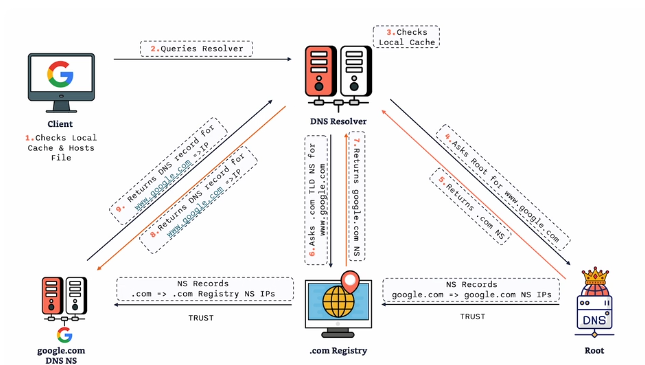 2.Queries Resolver
3.Checks
Local Cache
Client
1.Checks Local
Cache & Hosts
File
DNS Resolver
9. Returns DNS record for
www.google.com =>IP
8.Returns DNS record for
www.google.com =>IP
6.Asks .com TLD NS for
www.google.com
7.Returns google.com NS
4.Asks Root for www.google.com
5.Returns .com NS
NS Records
.com => .com Registry NS IPs
TRUST
NS Records
google.com => google.com NS IPs
TRUST
google.com
DNS NS
.com Registry
DNS
Root